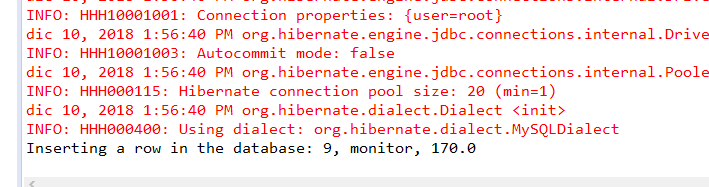 INFO: HHH10001001: Connection properties: {user=root}
dic 10, 2018 1:56:40 PM org.hibernate.engine.jdbc.connections.internal.Drive
INFO: HHH10001003: Autocommit mode: false
dic 10, 2018 1:56:40 PM org.hibernate.engine.jdbc.connections.internal.Poole
INFO: HHH000115: Hibernate connection pool size: 20 (min=1)
dic 10, 2018 1:56:40 PM org.hibernate.dialect.Dialect <init>
INFO: HHH000400: Using dialect: org.hibernate.dialect.MySQLDialect
Inserting a row in the database: 9, monitor, 170.0